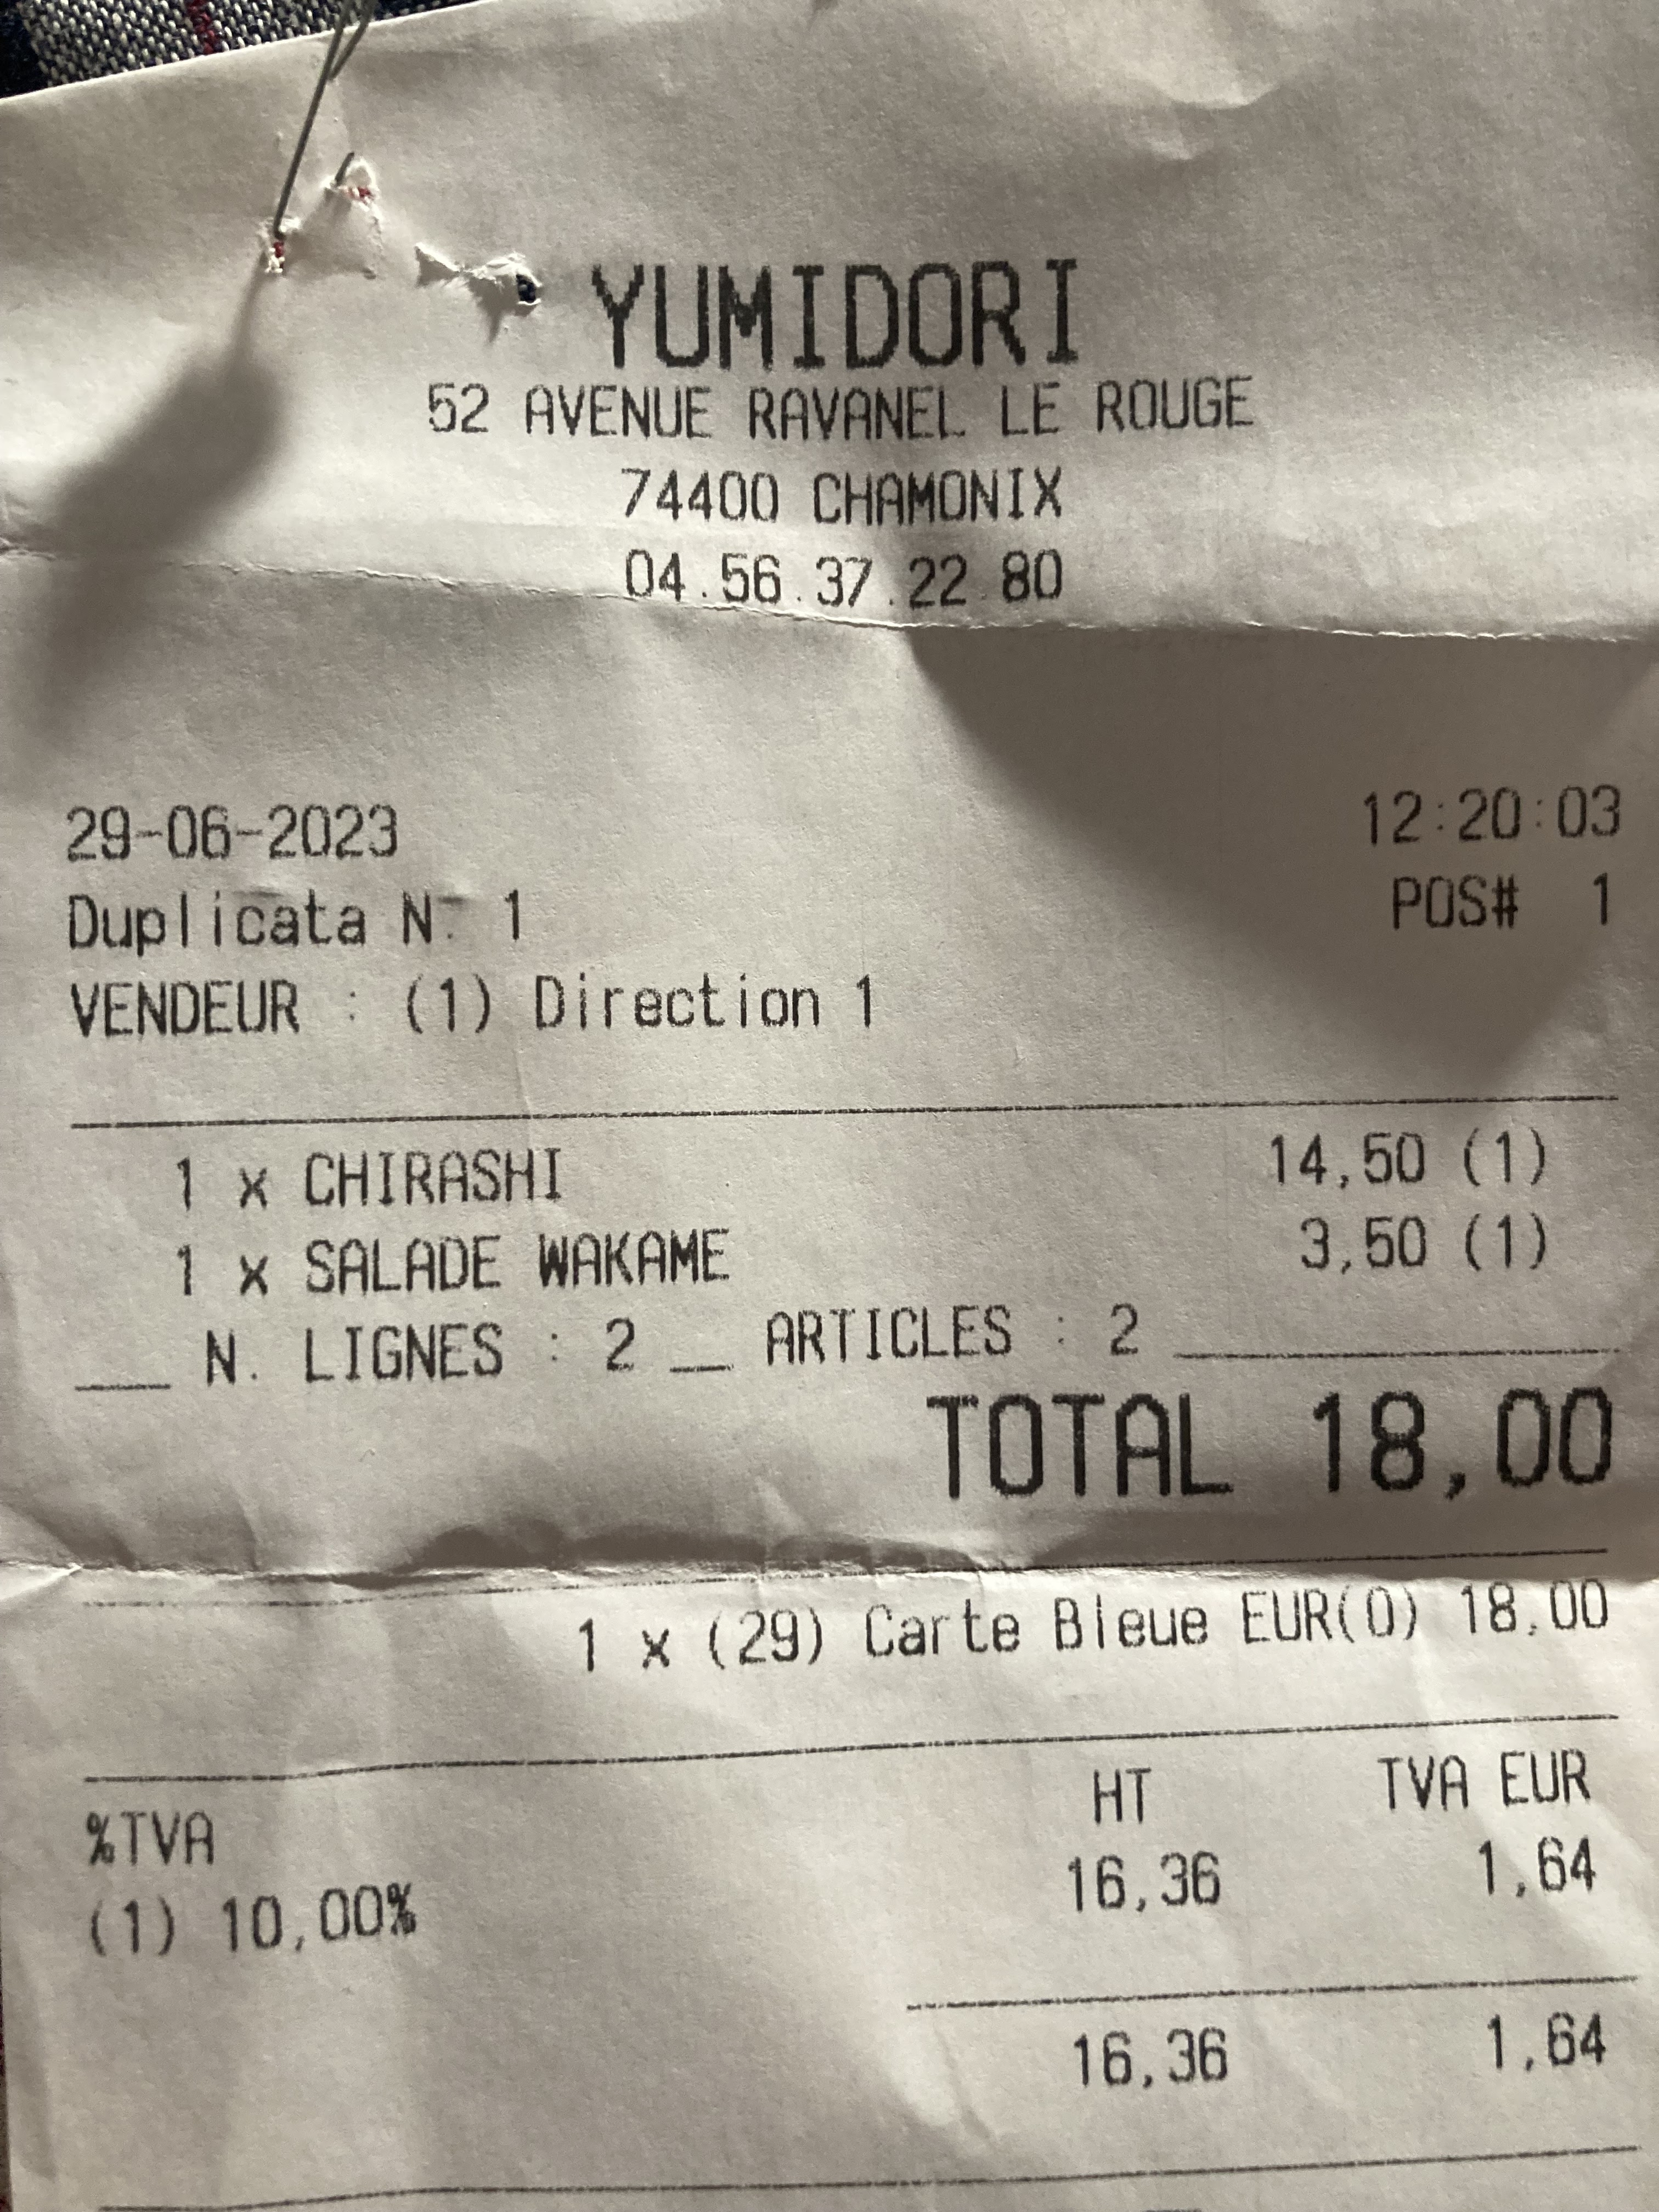 YUMIDORI
52 AVENUE RAVANEL LE ROUGE
74400 CHAMONIX
04.56.37.22.80
29-06-2023 12:20:03
Duplicata N° 1 POS# 1
VENDEUR : (1) Direction 1
1 x CHIRASHI 14,50 (1)
1 x SALADE WAKAME 3,50 (1)
___ N. LIGNES : 2 __ ARTICLES : 2 ______________
TOTAL 18,00
1 x (29) Carte Bleue EUR(0) 18,00
%TVA HT TVA EUR
(1) 10,00% 16,36 1,64
16,36 1,64